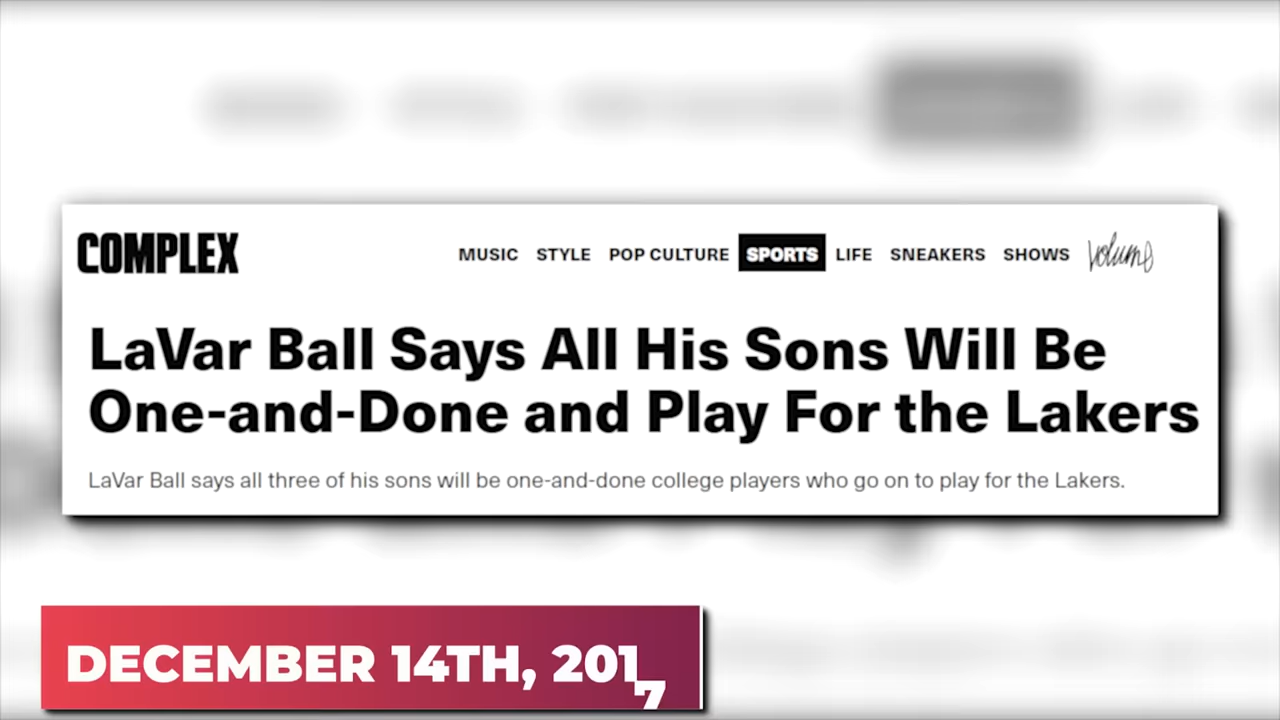 COMPLEX
MUSIC STYLE POP CULTURE SPORTS LIFE SNEAKERS SHOWS Volume
LaVar Ball Says All His Sons Will Be
One-and-Done and Play For the Lakers
LaVar Ball says all three of his sons will be one-and-done college players who go on to play for the Lakers.
DECEMBER 14TH, 2017